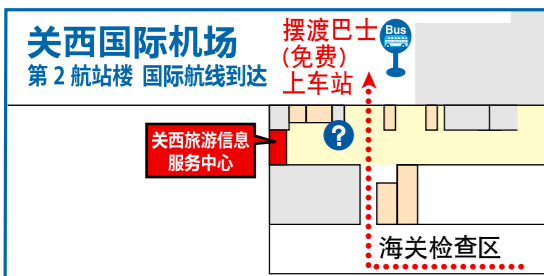 关西国际机场
第 2 航站楼 国际航线到达
摆渡巴士
(免费)
上车站
Bus
?
关西旅游信息
服务中心
海关检查区